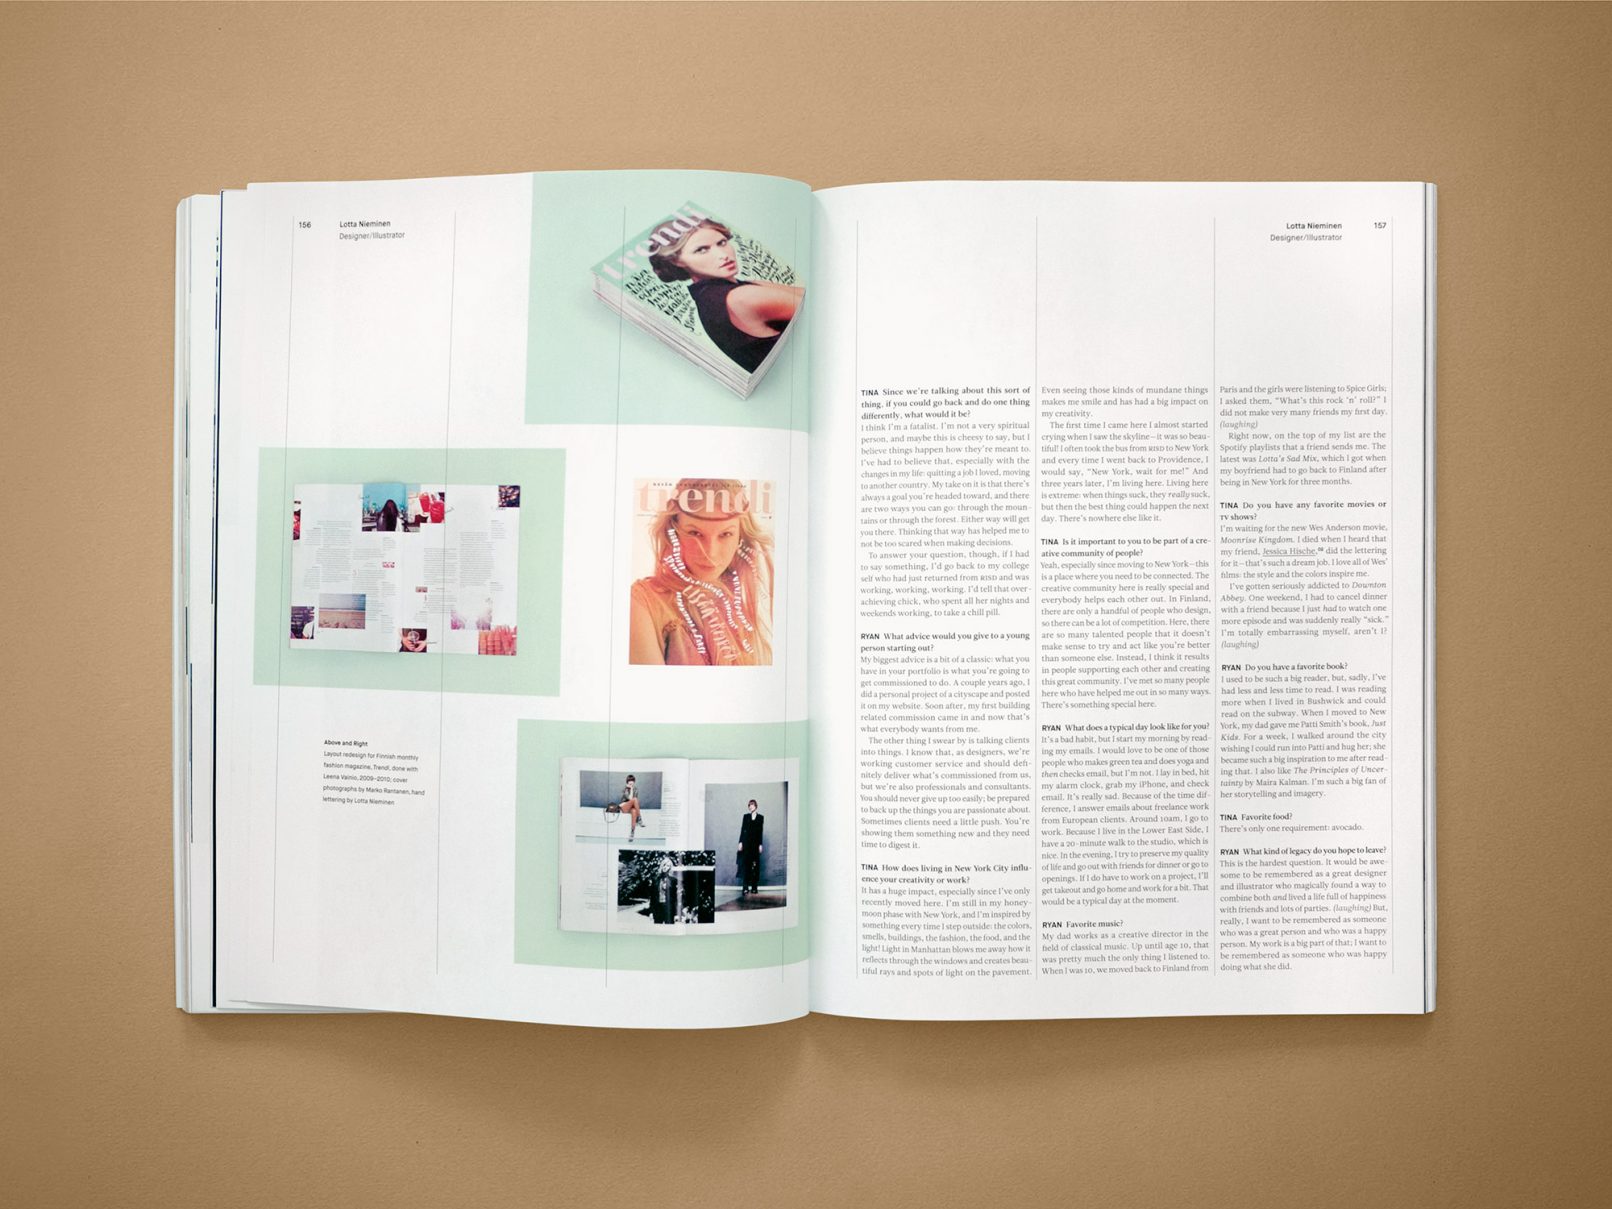 156
Lotta Nieminen
Designer/Illustrator
trendi
trendi
Above and Right
Layout redesign for Finnish monthly
fashion magazine, Trendi, done with
Leena Vainio, 2009–2010; cover
photographs by Marko Rantanen, hand
lettering by Lotta Nieminen
Lotta Nieminen
Designer/Illustrator
157
TINA Since we're talking about this sort of
thing, if you could go back and do one thing
differently, what would it be?
I think I'm a fatalist. I'm not a very spiritual
person, and maybe this is cheesy to say, but I
believe things happen how they're meant to.
I've had to believe that, especially with the
changes in my life: quitting a job I loved, moving
to another country. My take on it is that there's
always a goal you're headed toward, and there
are two ways you can go: through the moun-
tains or through the forest. Either way will get
you there. Thinking that way has helped me to
not be too scared when making decisions.
To answer your question, though, if I had
to say something, I'd go back to my college
self who had just returned from RISD and was
working, working, working. I'd tell that over-
achieving chick, who spent all her nights and
weekends working, to take a chill pill.
RYAN What advice would you give to a young
person starting out?
My biggest advice is a bit of a classic: what you
have in your portfolio is what you're going to
get commissioned to do. A couple years ago, I
did a personal project of a cityscape and posted
it on my website. Soon after, my first building
related commission came in and now that's
what everybody wants from me.
The other thing I swear by is talking clients
into things. I know that, as designers, we're
working customer service and should defi-
nitely deliver what's commissioned from us,
but we're also professionals and consultants.
You should never give up too easily; be prepared
to back up the things you are passionate about.
Sometimes clients need a little push. You're
showing them something new and they need
time to digest it.
TINA How does living in New York City influ-
ence your creativity or work?
It has a huge impact, especially since I've only
recently moved here. I'm still in my honey-
moon phase with New York, and I'm inspired by
something every time I step outside: the colors,
smells, buildings, the fashion, the food, and the
light! Light in Manhattan blows me away how it
reflects through the windows and creates beau-
tiful rays and spots of light on the pavement.
Even seeing those kinds of mundane things
makes me smile and has had a big impact on
my creativity.
The first time I came here I almost started
crying when I saw the skyline—it was so beau-
tiful! I often took the bus from RISD to New York
and every time I went back to Providence, I
would say, “New York, wait for me!” And
three years later, I'm living here. Living here
is extreme: when things suck, they really suck,
but then the best thing could happen the next
day. There's nowhere else like it.
TINA Is it important to you to be part of a cre-
ative community of people?
Yeah, especially since moving to New York—this
is a place where you need to be connected. The
creative community here is really special and
everybody helps each other out. In Finland,
there are only a handful of people who design,
so there can be a lot of competition. Here, there
are so many talented people that it doesn't
make sense to try and act like you're better
than someone else. Instead, I think it results
in people supporting each other and creating
this great community. I've met so many people
here who have helped me out in so many ways.
There's something special here.
RYAN What does a typical day look like for you?
It's a bad habit, but I start my morning by read-
ing my emails. I would love to be one of those
people who makes green tea and does yoga and
then checks email, but I'm not. I lay in bed, hit
my alarm clock, grab my iPhone, and check
email. It's really sad. Because of the time dif-
ference, I answer emails about freelance work
from European clients. Around 10am, I go to
work. Because I live in the Lower East Side, I
have a 20-minute walk to the studio, which is
nice. In the evening, I try to preserve my quality
of life and go out with friends for dinner or go to
openings. If I do have to work on a project, I'll
get takeout and go home and work for a bit. That
would be a typical day at the moment.
RYAN Favorite music?
My dad works as a creative director in the
field of classical music. Up until age 10, that
was pretty much the only thing I listened to.
When I was 10, we moved back to Finland from
Paris and the girls were listening to Spice Girls;
I asked them, “What's this rock ‘n’ roll?” I
did not make very many friends my first day.
(laughing)
Right now, on the top of my list are the
Spotify playlists that a friend sends me. The
latest was Lotta's Sad Mix, which I got when
my boyfriend had to go back to Finland after
being in New York for three months.
TINA Do you have any favorite movies or
TV shows?
I'm waiting for the new Wes Anderson movie,
Moonrise Kingdom. I died when I heard that
my friend, Jessica Hische, did the lettering
for it—that's such a dream job. I love all of Wes'
films: the style and the colors inspire me.
I've gotten seriously addicted to Downton
Abbey. One weekend, I had to cancel dinner
with a friend because I just had to watch one
more episode and was suddenly really “sick.”
I'm totally embarrassing myself, aren't I?
(laughing)
RYAN Do you have a favorite book?
I used to be such a big reader, but, sadly, I've
had less and less time to read. I was reading
more when I lived in Bushwick and could
read on the subway. When I moved to New
York, my dad gave me Patti Smith's book, Just
Kids. For a week, I walked around the city
wishing I could run into Patti and hug her; she
became such a big inspiration to me after read-
ing that. I also like The Principles of Uncer-
tainty by Maira Kalman. I'm such a big fan of
her storytelling and imagery.
TINA Favorite food?
There's only one requirement: avocado.
RYAN What kind of legacy do you hope to leave?
This is the hardest question. It would be awe-
some to be remembered as a great designer
and illustrator who magically found a way to
combine both and lived a life full of happiness
with friends and lots of parties. (laughing) But,
really, I want to be remembered as someone
who was a great person and who was a happy
person. My work is a big part of that; I want to
be remembered as someone who was happy
doing what she did.